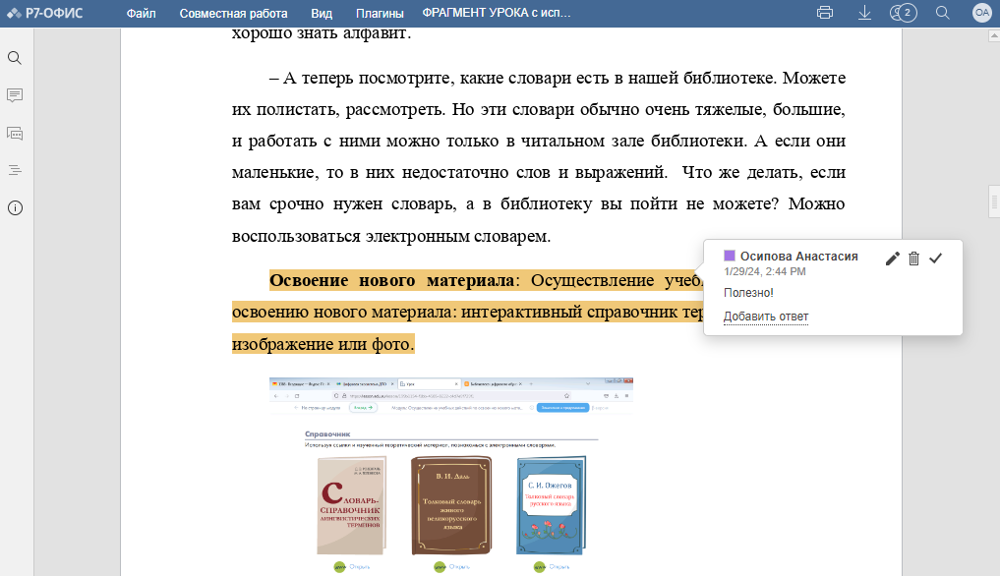 Р7-ОФИС
Файл
Совместная работа
Вид
Плагины
ФРАГМЕНТ УРОКА с исп…
2
ОА
хорошо знать алфавит.
– А теперь посмотрите, какие словари есть в нашей библиотеке. Можете
их полистать, рассмотреть. Но эти словари обычно очень тяжелые, большие,
и работать с ними можно только в читальном зале библиотеки. А если они
маленькие, то в них недостаточно слов и выражений. Что же делать, если
вам срочно нужен словарь, а в библиотеку вы пойти не можете? Можно
воспользоваться электронным словарем.
Освоение нового материала: Осуществление учеб
освоению нового материала: интерактивный справочник тер
изображение или фото.
Осипова Анастасия
1/29/24, 2:44 PM
Полезно!
Добавить ответ
Справочник
Используя ссылки и изученный теоретический материал, познакомься с электронными словарями.
СЛОВАРЬ-
СПРАВОЧНИК
ЛИНГВИСТИЧЕСКИХ
ТЕРМИНОВ
Открыть
В. И. Даль
Толковый словарь
живого
великорусского
языка
Открыть
С. И. Ожегов
Толковый словарь
русского языка
Открыть